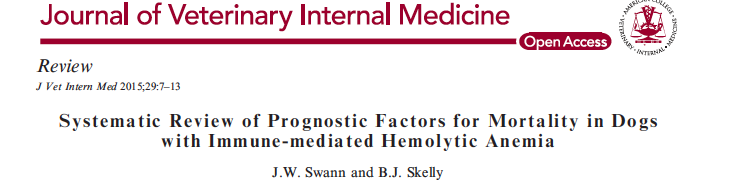 Journal of Veterinary Internal Medicine
Open Access
AMERICAN COLLEGE
VETERINARY INTERNAL MEDICINE
Review
J Vet Intern Med 2015;29:7–13
Systematic Review of Prognostic Factors for Mortality in Dogs
with Immune-mediated Hemolytic Anemia
J.W. Swann and B.J. Skelly